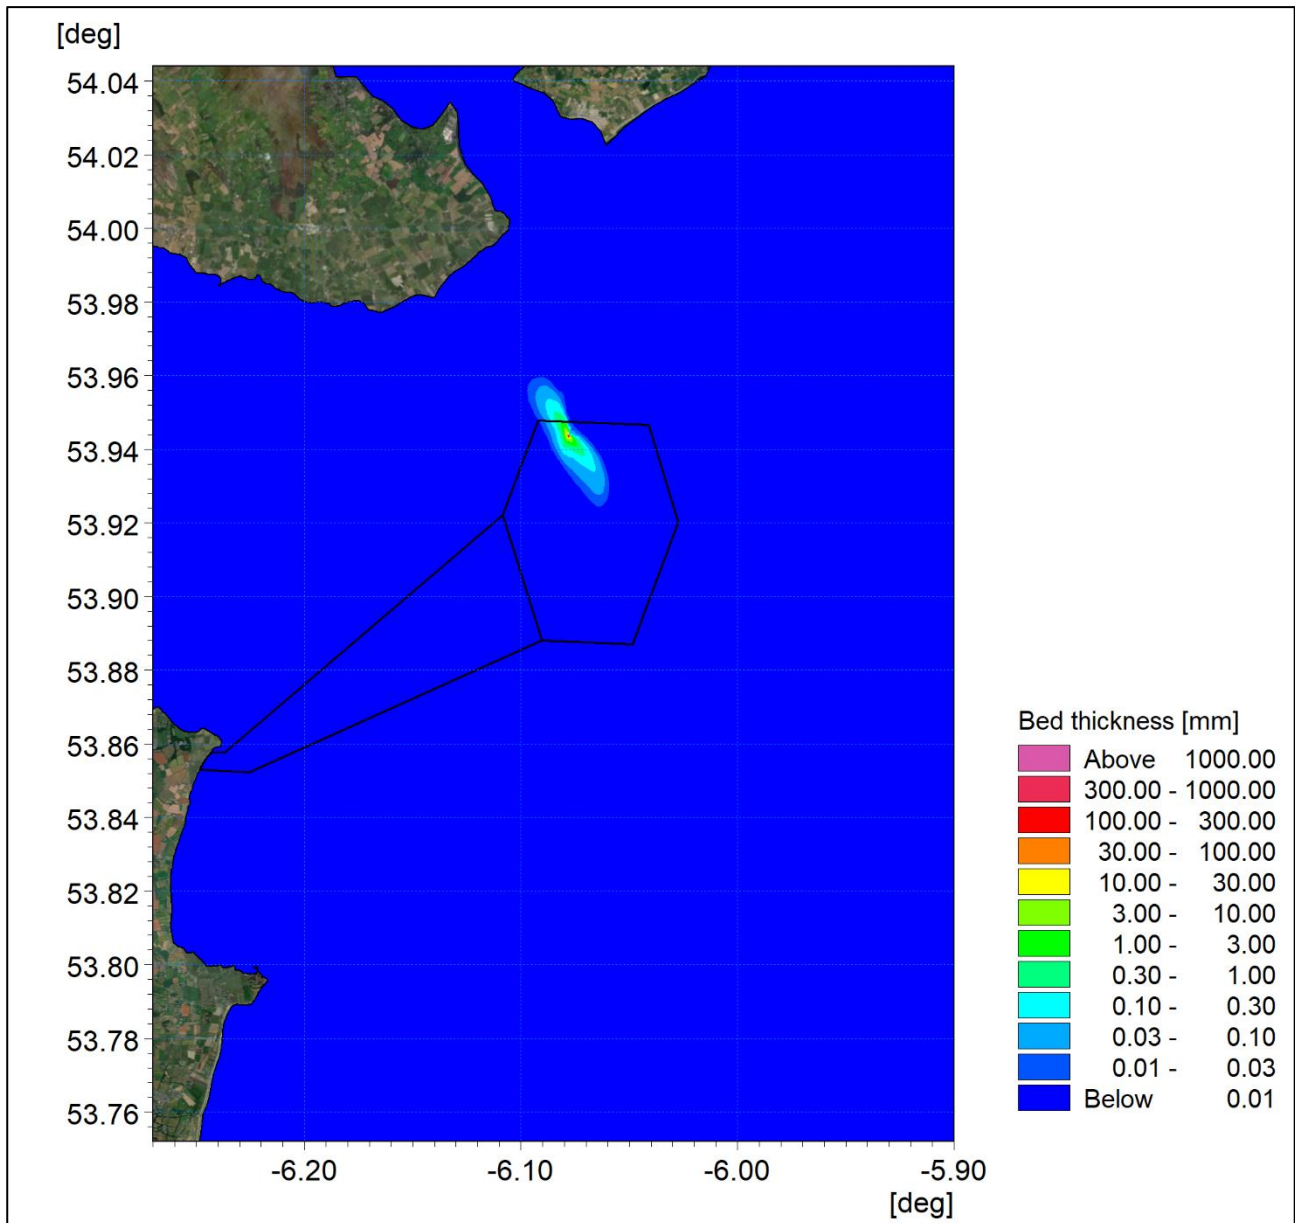 [deg]
54.04
54.02
54.00
53.98
53.96
53.94
53.92
53.90
53.88
53.86
53.84
53.82
53.80
53.78
53.76
-6.20 -6.10 -6.00 -5.90
[deg]
Bed thickness [mm]
Above 1000.00
300.00 - 1000.00
100.00 - 300.00
30.00 - 100.00
10.00 - 30.00
3.00 - 10.00
1.00 - 3.00
0.30 - 1.00
0.10 - 0.30
0.03 - 0.10
0.01 - 0.03
Below 0.01